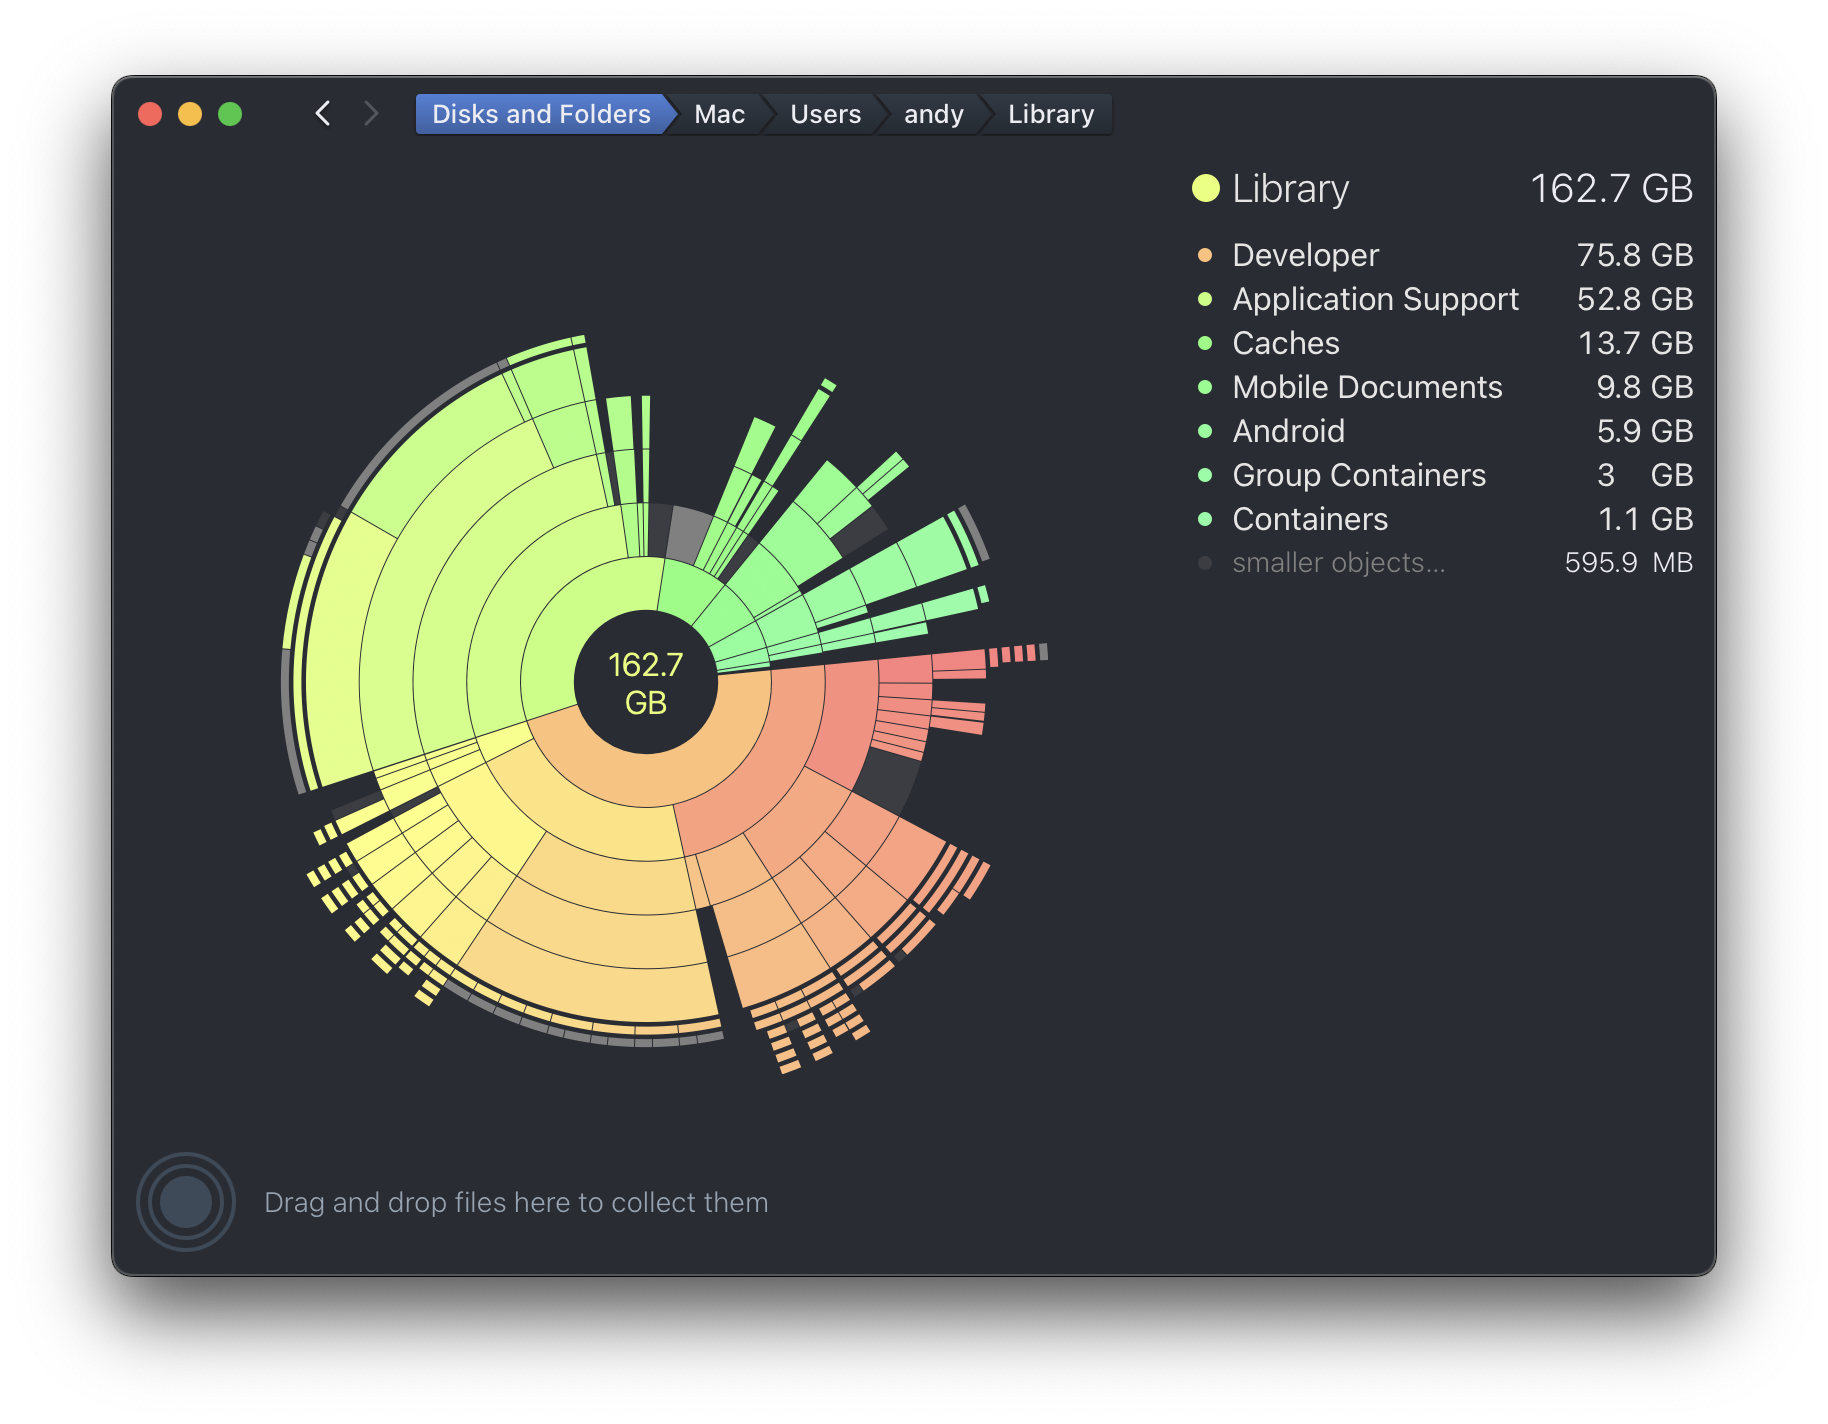 Disks and Folders Mac Users andy Library
Library 162.7 GB
Developer 75.8 GB
Application Support 52.8 GB
Caches 13.7 GB
Mobile Documents 9.8 GB
Android 5.9 GB
Group Containers 3 GB
Containers 1.1 GB
smaller objects... 595.9 MB
162.7
GB
Drag and drop files here to collect them